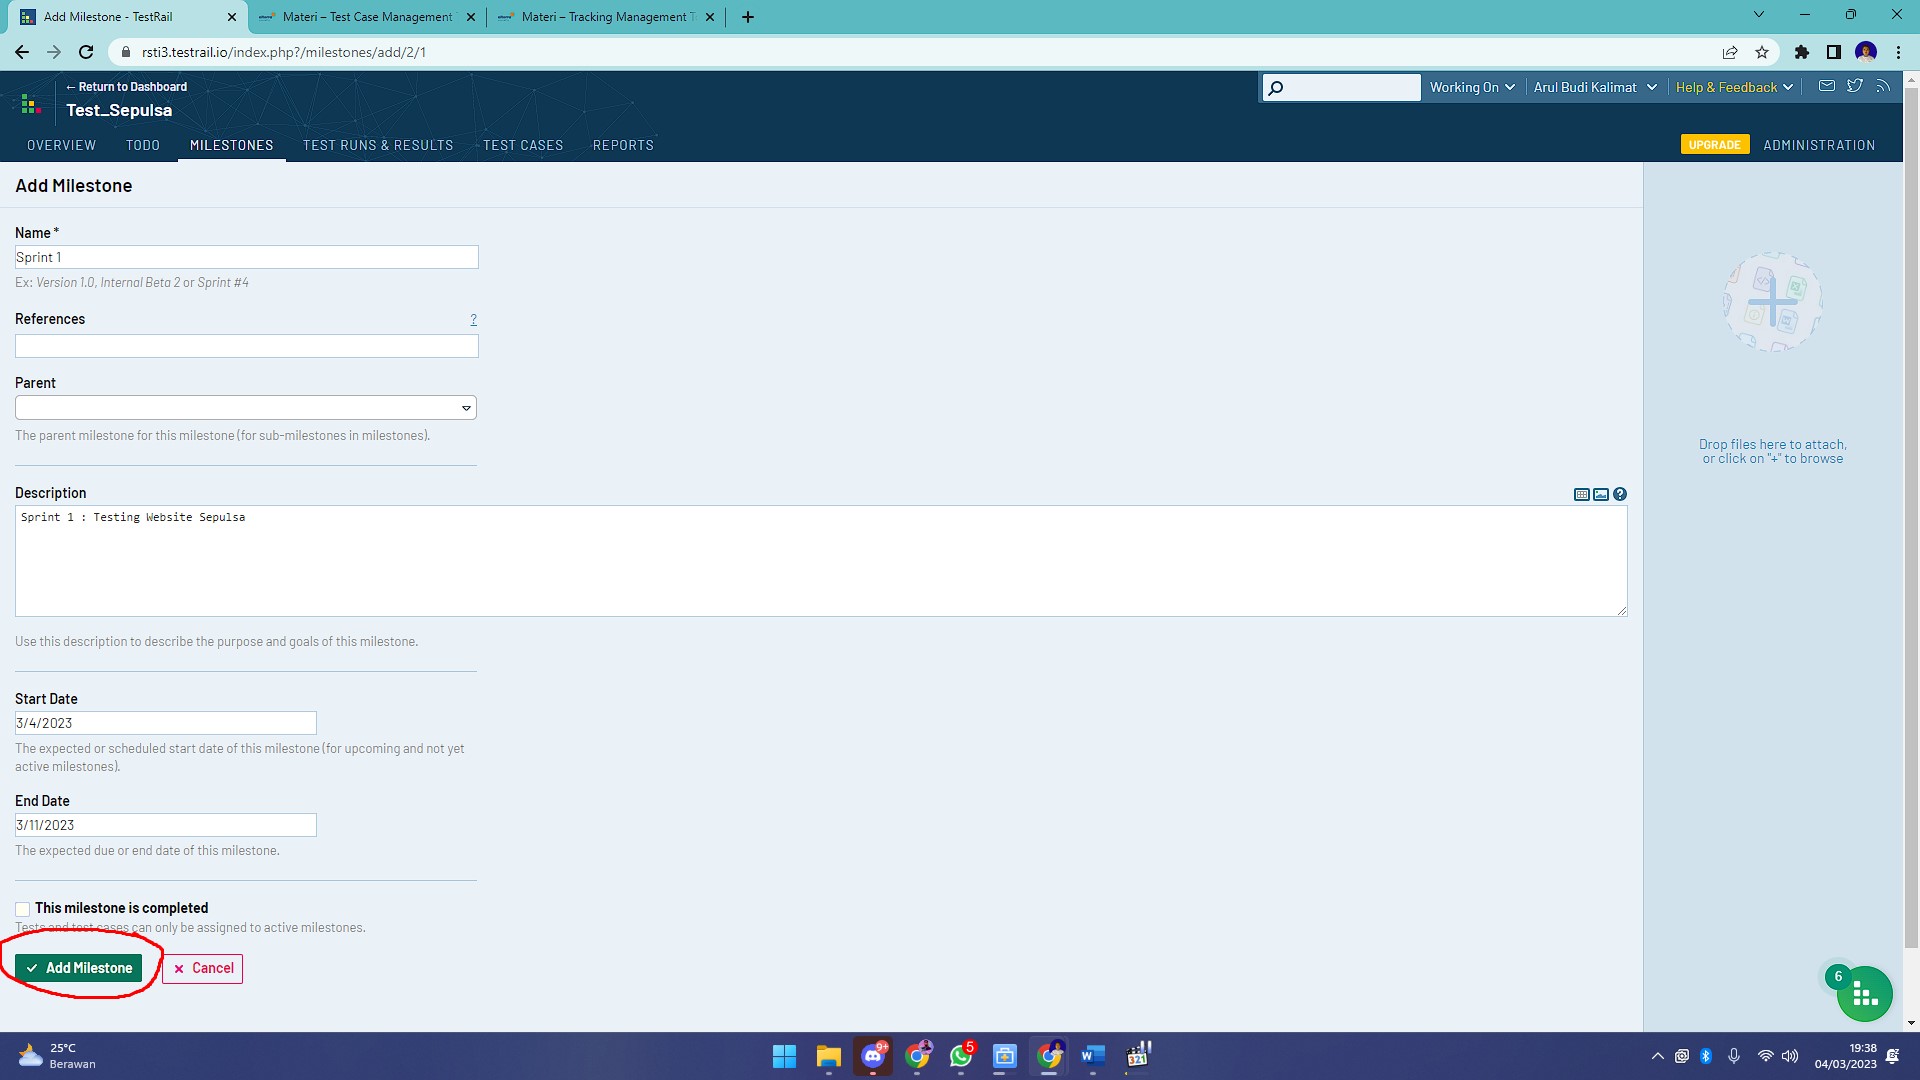 Add Milestone - TestRail
Materi – Test Case Management
Materi – Tracking Management T
rsti3.testrail.io/index.php?/milestones/add/2/1
← Return to Dashboard
Test_Sepulsa
Working On
Arul Budi Kalimat
Help & Feedback
OVERVIEW
TODO
MILESTONES
TEST RUNS & RESULTS
TEST CASES
REPORTS
UPGRADE
ADMINISTRATION
Add Milestone
Name *
Sprint 1
Ex: Version 1.0, Internal Beta 2 or Sprint #4
References
?
Parent
The parent milestone for this milestone (for sub-milestones in milestones).
Drop files here to attach,
or click on "+" to browse
Description
Sprint 1 : Testing Website Sepulsa
Use this description to describe the purpose and goals of this milestone.
Start Date
3/4/2023
The expected or scheduled start date of this milestone (for upcoming and not yet
active milestones).
End Date
3/11/2023
The expected due or end date of this milestone.
This milestone is completed
Tests and test cases can only be assigned to active milestones.
Add Milestone
Cancel
6
25°C
Berawan
9+
5
321
19:38
04/03/2023